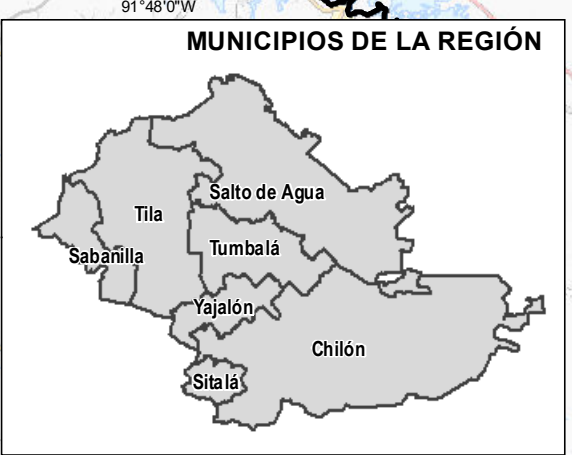 91°48'0"W
MUNICIPIOS DE LA REGIÓN
Salto de Agua
Tila
Tumbalá
Sabanilla
Yajalón
Chilón
Sitalá